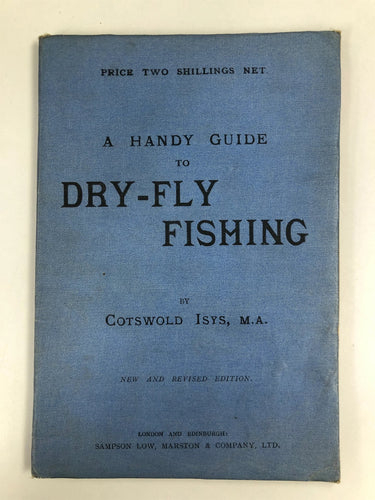 PRICE TWO SHILLINGS NET.
A HANDY GUIDE
TO
DRY-FLY
FISHING
BY
COTSWOLD ISYS, M.A.
NEW AND REVISED EDITION.
LONDON AND EDINBURGH:
SAMPSON LOW, MARSTON & COMPANY, LTD.